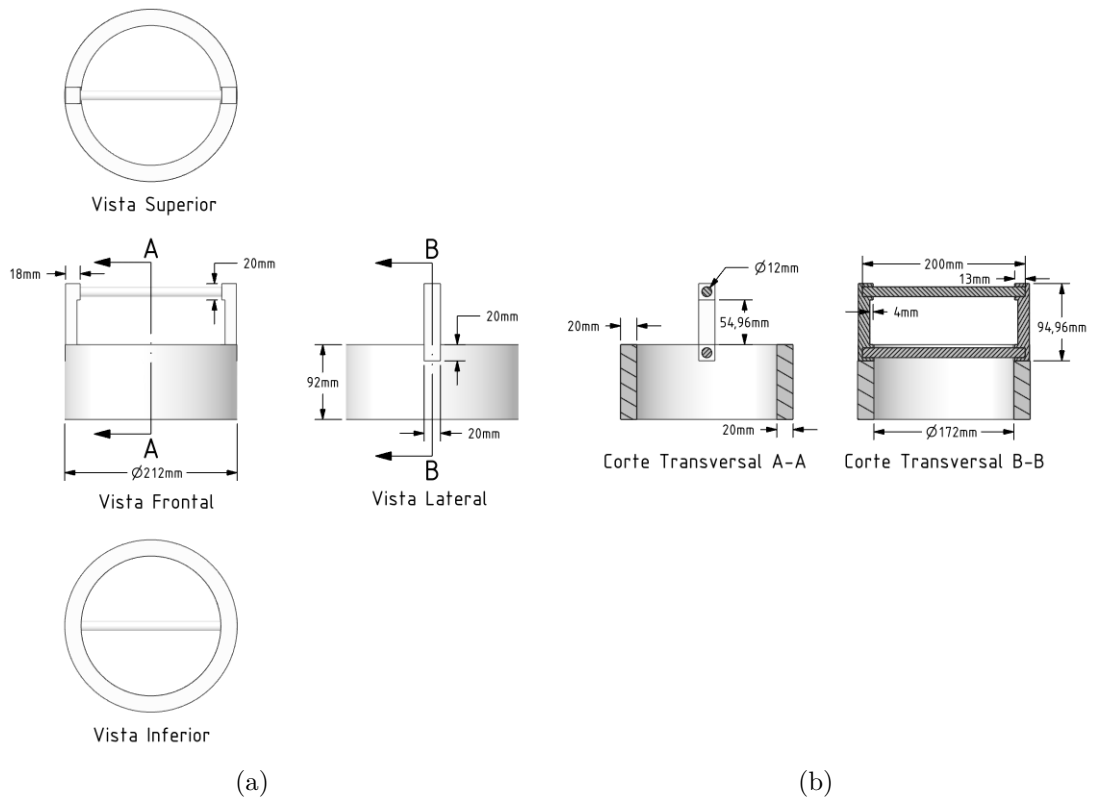 Vista Superior
A
18mm
20mm
92mm
A
Ø212mm
Vista Frontal
B
20mm
20mm
B
Vista Lateral
Ø12mm
20mm
54,96mm
20mm
Corte Transversal A-A
200mm
13mm
4mm
94,96mm
Ø172mm
Corte Transversal B-B
Vista Inferior
(a)
(b)